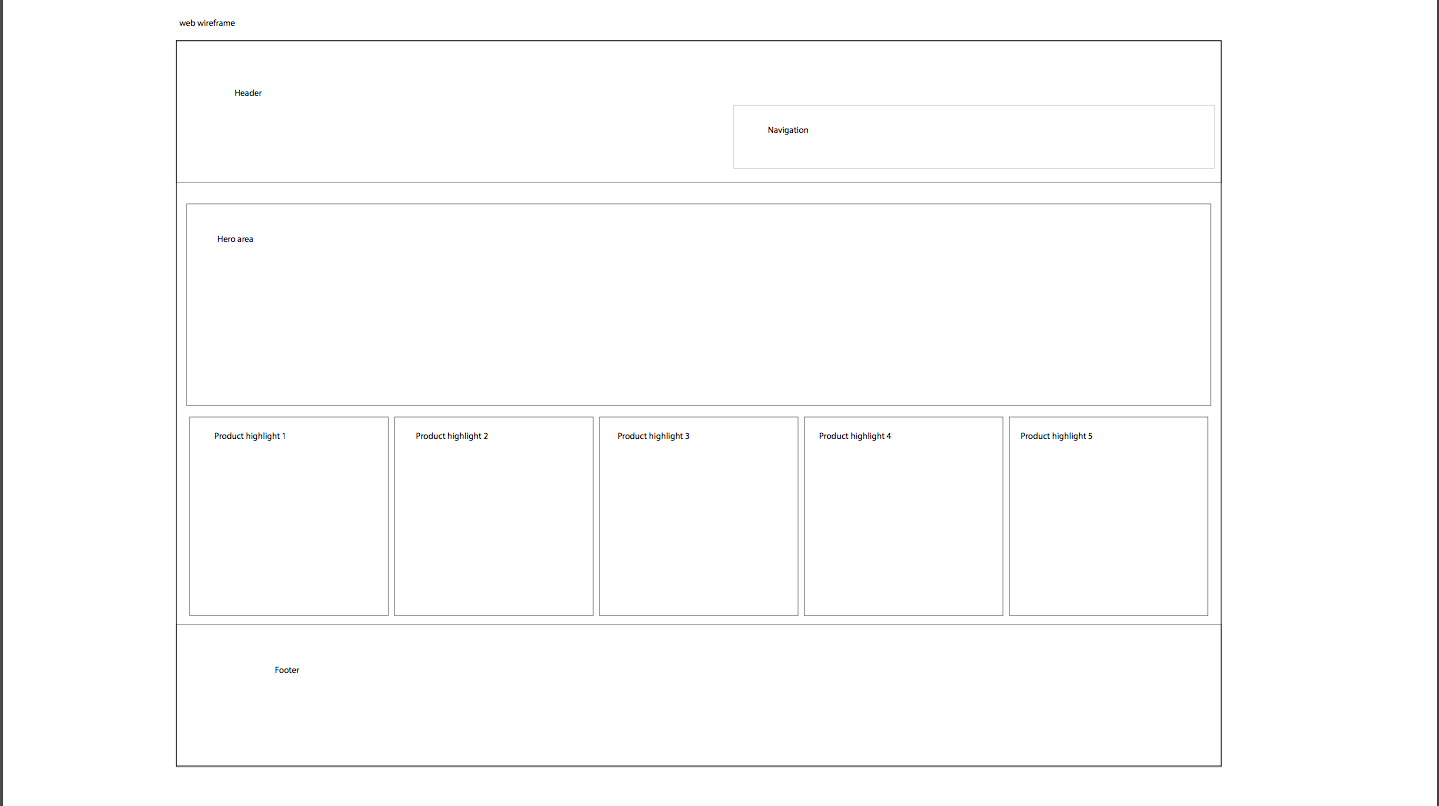 web wireframe
Header
Navigation
Hero area
Product highlight 1
Product highlight 2
Product highlight 3
Product highlight 4
Product highlight 5
Footer